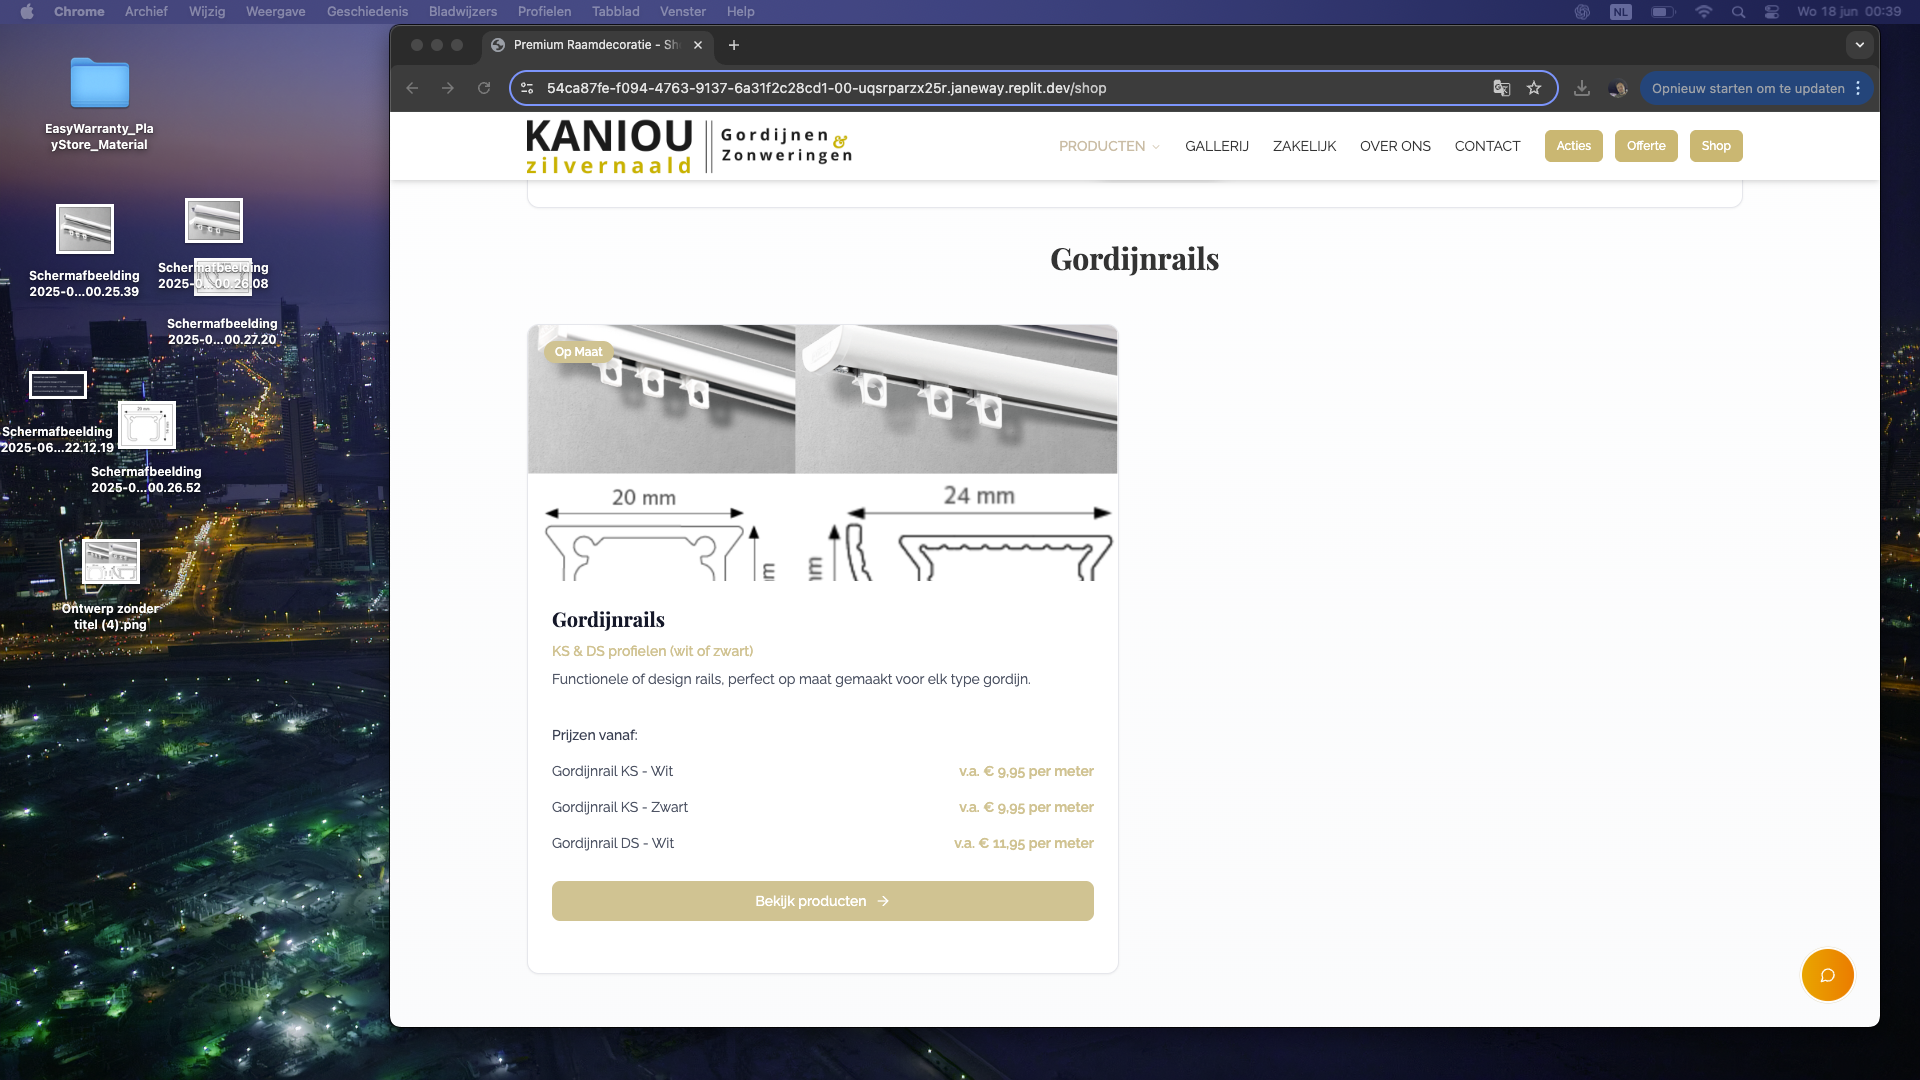 Chrome Archief Wijzig Weergave Geschiedenis Bladwijzers Profielen Tabblad Venster Help NL Wo 18 jun 00:39
EasyWarranty_Pla
yStore_Material
Schermafbeelding
2025-0...00.25.39
Schermafbeelding
2025-0...00.26.08
Schermafbeelding
2025-0...00.27.20
Schermafbeelding
2025-06...22.12.19
20 mm
Schermafbeelding
2025-0...00.26.52
Ontwerp zonder
titel (4).png
Premium Raamdecoratie - Sh
54ca87fe-f094-4763-9137-6a31f2c28cd1-00-uqsrparzx25r.janeway.replit.dev/shop
Opnieuw starten om te updaten
KANIOU
zilvernaald
Gordijnen &
Zonweringen
PRODUCTEN GALLERIJ ZAKELIJK OVER ONS CONTACT Acties Offerte Shop
Gordijnrails
Op Maat
20 mm
24 mm
Gordijnrails
KS & DS profielen (wit of zwart)
Functionele of design rails, perfect op maat gemaakt voor elk type gordijn.
Prijzen vanaf:
Gordijnrail KS - Wit v.a. € 9,95 per meter
Gordijnrail KS - Zwart v.a. € 9,95 per meter
Gordijnrail DS - Wit v.a. € 11,95 per meter
Bekijk producten →